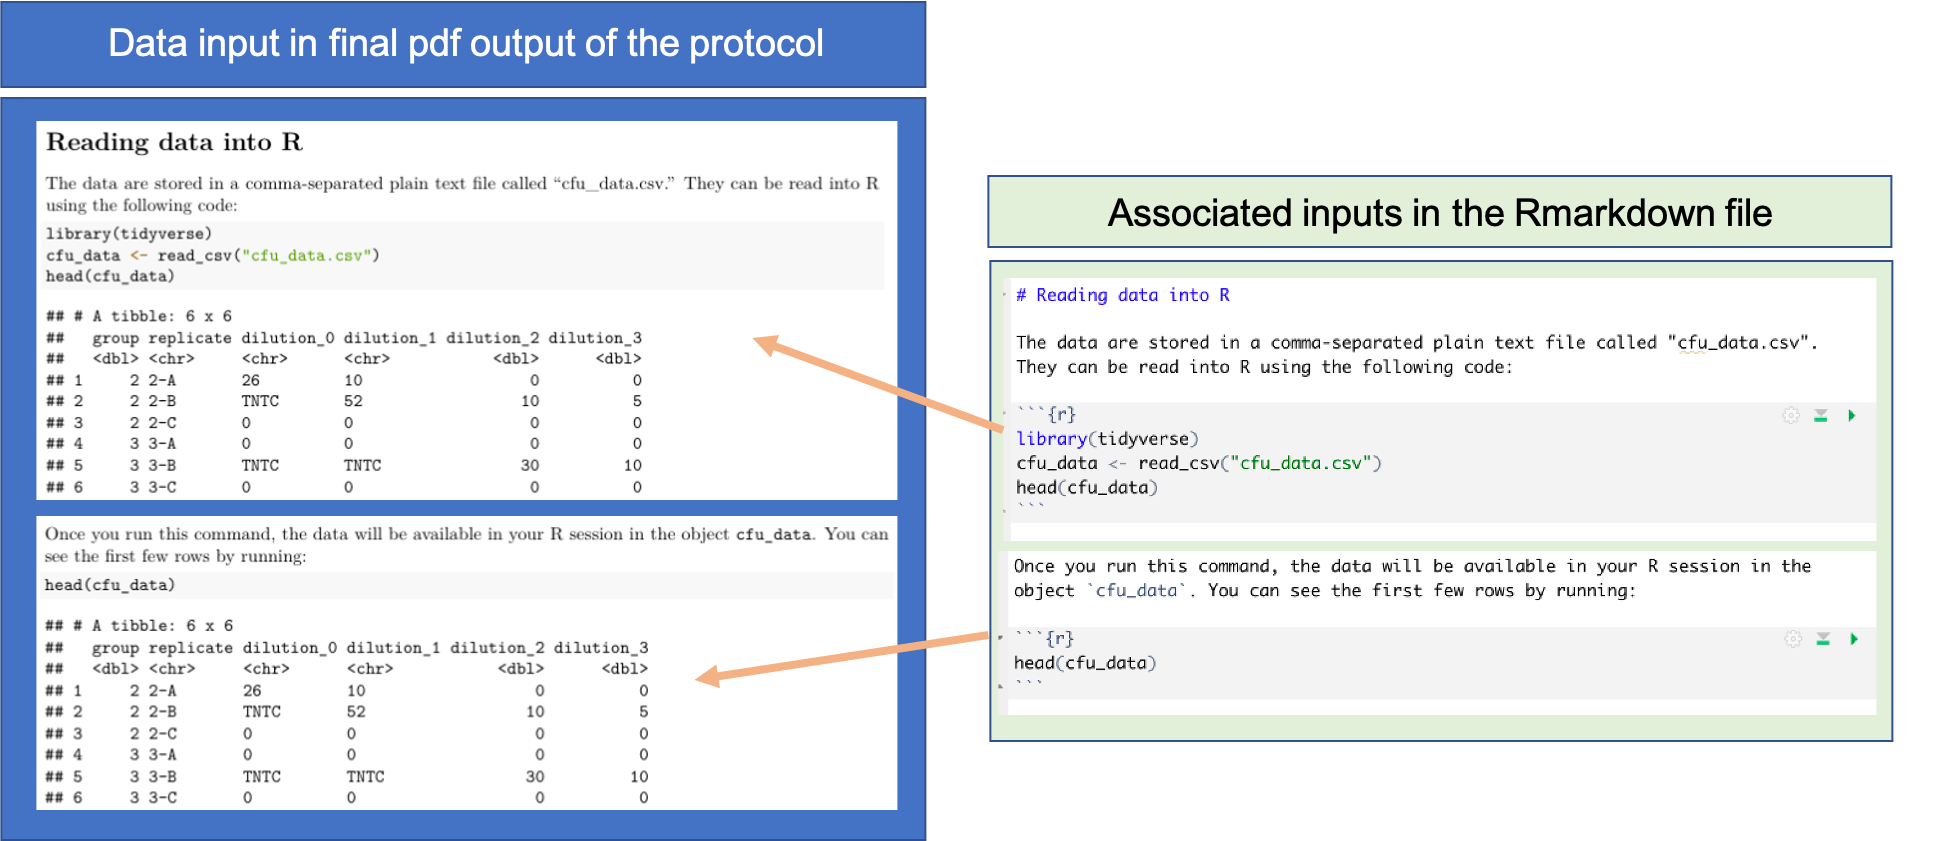 Data input in final pdf output of the protocol
Reading data into R
The data are stored in a comma-separated plain text file called “cfu_data.csv.” They can be read into R
using the following code:
library(tidyverse)
cfu_data <- read_csv("cfu_data.csv")
head(cfu_data)
## # A tibble: 6 x 6
##   group replicate dilution_0 dilution_1 dilution_2 dilution_3
##   <dbl> <chr>     <chr>      <chr>           <dbl>      <dbl>
## 1     2 2-A       26         10                  0          0
## 2     2 2-B       TNTC       52                 10          5
## 3     2 2-C       0          0                   0          0
## 4     3 3-A       0          0                   0          0
## 5     3 3-B       TNTC       TNTC               30         10
## 6     3 3-C       0          0                   0          0
Once you run this command, the data will be available in your R session in the object cfu_data. You can
see the first few rows by running:
head(cfu_data)
## # A tibble: 6 x 6
##   group replicate dilution_0 dilution_1 dilution_2 dilution_3
##   <dbl> <chr>     <chr>      <chr>           <dbl>      <dbl>
## 1     2 2-A       26         10                  0          0
## 2     2 2-B       TNTC       52                 10          5
## 3     2 2-C       0          0                   0          0
## 4     3 3-A       0          0                   0          0
## 5     3 3-B       TNTC       TNTC               30         10
## 6     3 3-C       0          0                   0          0
Associated inputs in the Rmarkdown file
# Reading data into R
The data are stored in a comma-separated plain text file called "cfu_data.csv".
They can be read into R using the following code:
```{r}
library(tidyverse)
cfu_data <- read_csv("cfu_data.csv")
head(cfu_data)
```
Once you run this command, the data will be available in your R session in the
object `cfu_data`. You can see the first few rows by running:
```{r}
head(cfu_data)
```